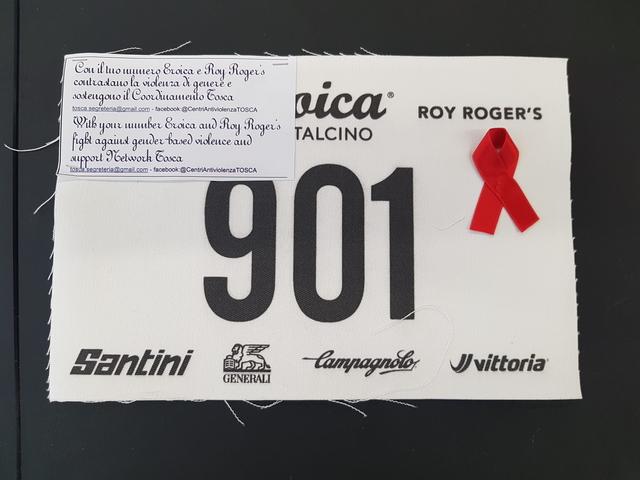 Con il tuo numero Eroica e Roy Roger's
contrastano la violenza di genere e
sostengono il Coordinamento Tosca
tosca.segreteria@gmail.com - facebook:@CentriAntiviolenzaTOSCA
With your number Eroica and Roy Roger's
fight against gender-based violence and
support Network Tosca
tosca.segreteria@gmail.com - facebook:@CentriAntiviolenzaTOSCA
oica®
TALCINO
ROY ROGER'S
901
Santini
GENERALI
Campagnolo
vittoria